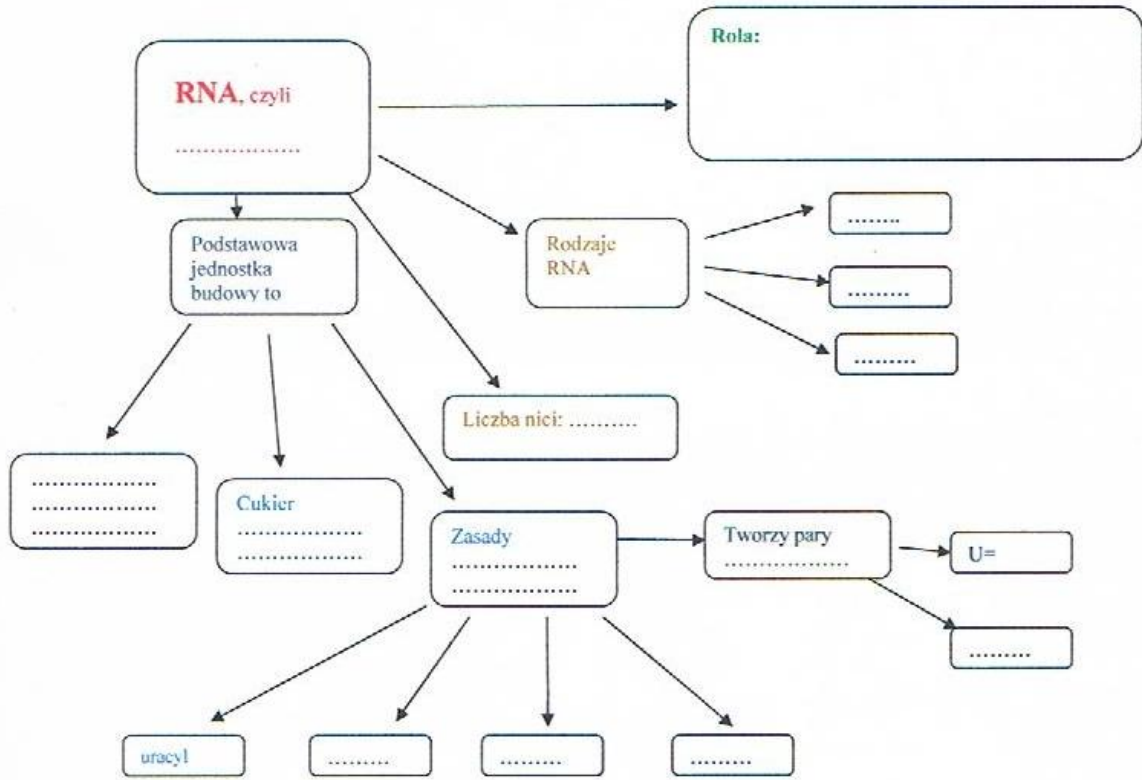 Rola:
RNA, czyli
..................
Podstawowa
jednostka
budowy to
Rodzaje
RNA
........
.........
.........
Liczba nici: ..........
..................
..................
..................
Cukier
..................
..................
Zasady
..................
..................
Tworzy pary
..................
U=
.........
uracyl
.........
.........
.........